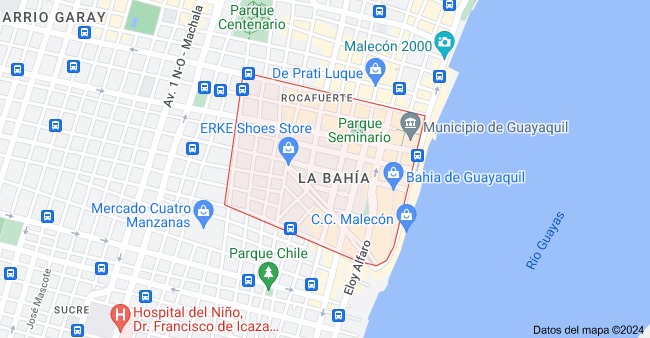 Parque
Centenario
ARRIO GARAY
Av. 1 N-O - Machala
Malecón 2000
De Prati Luque
ROCAFUERTE
ERKE Shoes Store
Parque
Seminario
Municipio de Guayaquil
LA BAHÍA
Bahia de Guayaquil
Mercado Cuatro
Manzanas
C.C. Malecón
Río Guayas
Parque Chile
Eloy Alfaro
José Mascote
SUCRE
Hospital del Niño,
Dr. Francisco de Icaza...
Datos del mapa ©2024